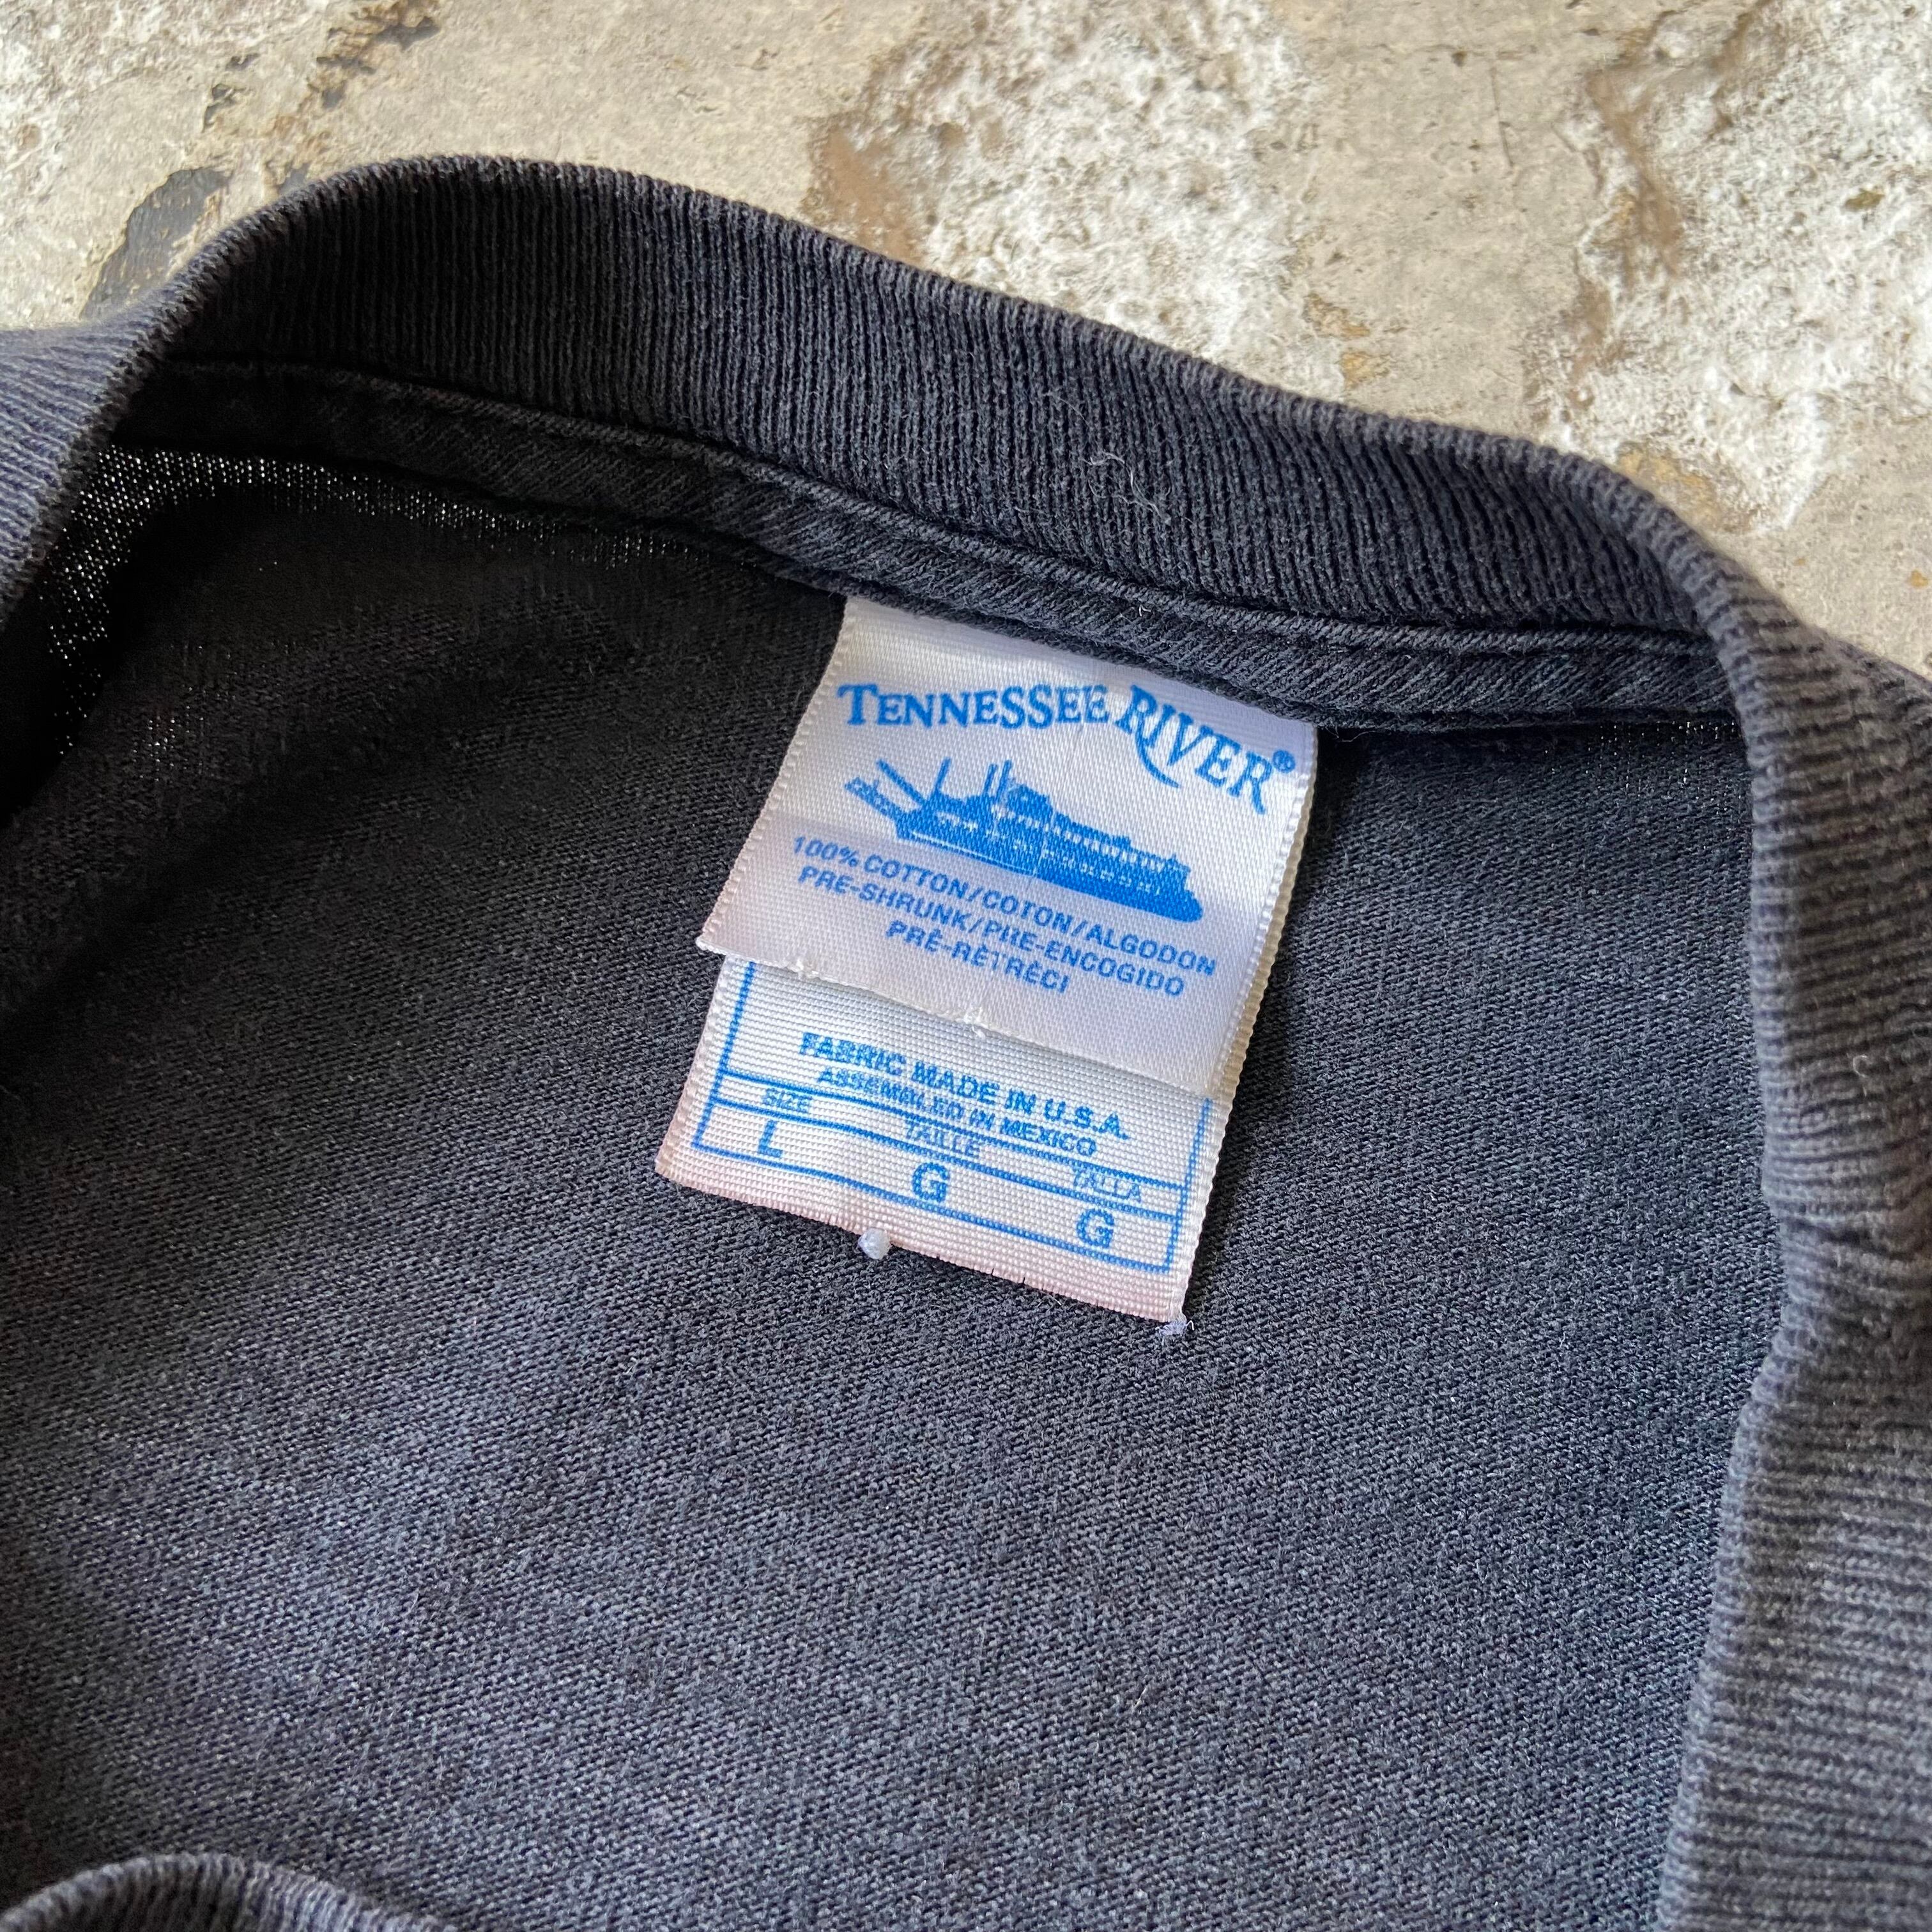 TENNESSEE RIVER®
100% COTTON/COTON/ALGODON
PRE-SHRUNK/PRE-ENCOGIDO
PRÉ-RÉTRÉCI
FABRIC MADE IN U.S.A.
ASSEMBLED IN MEXICO
SIZE TAILLE TALLA
L G G